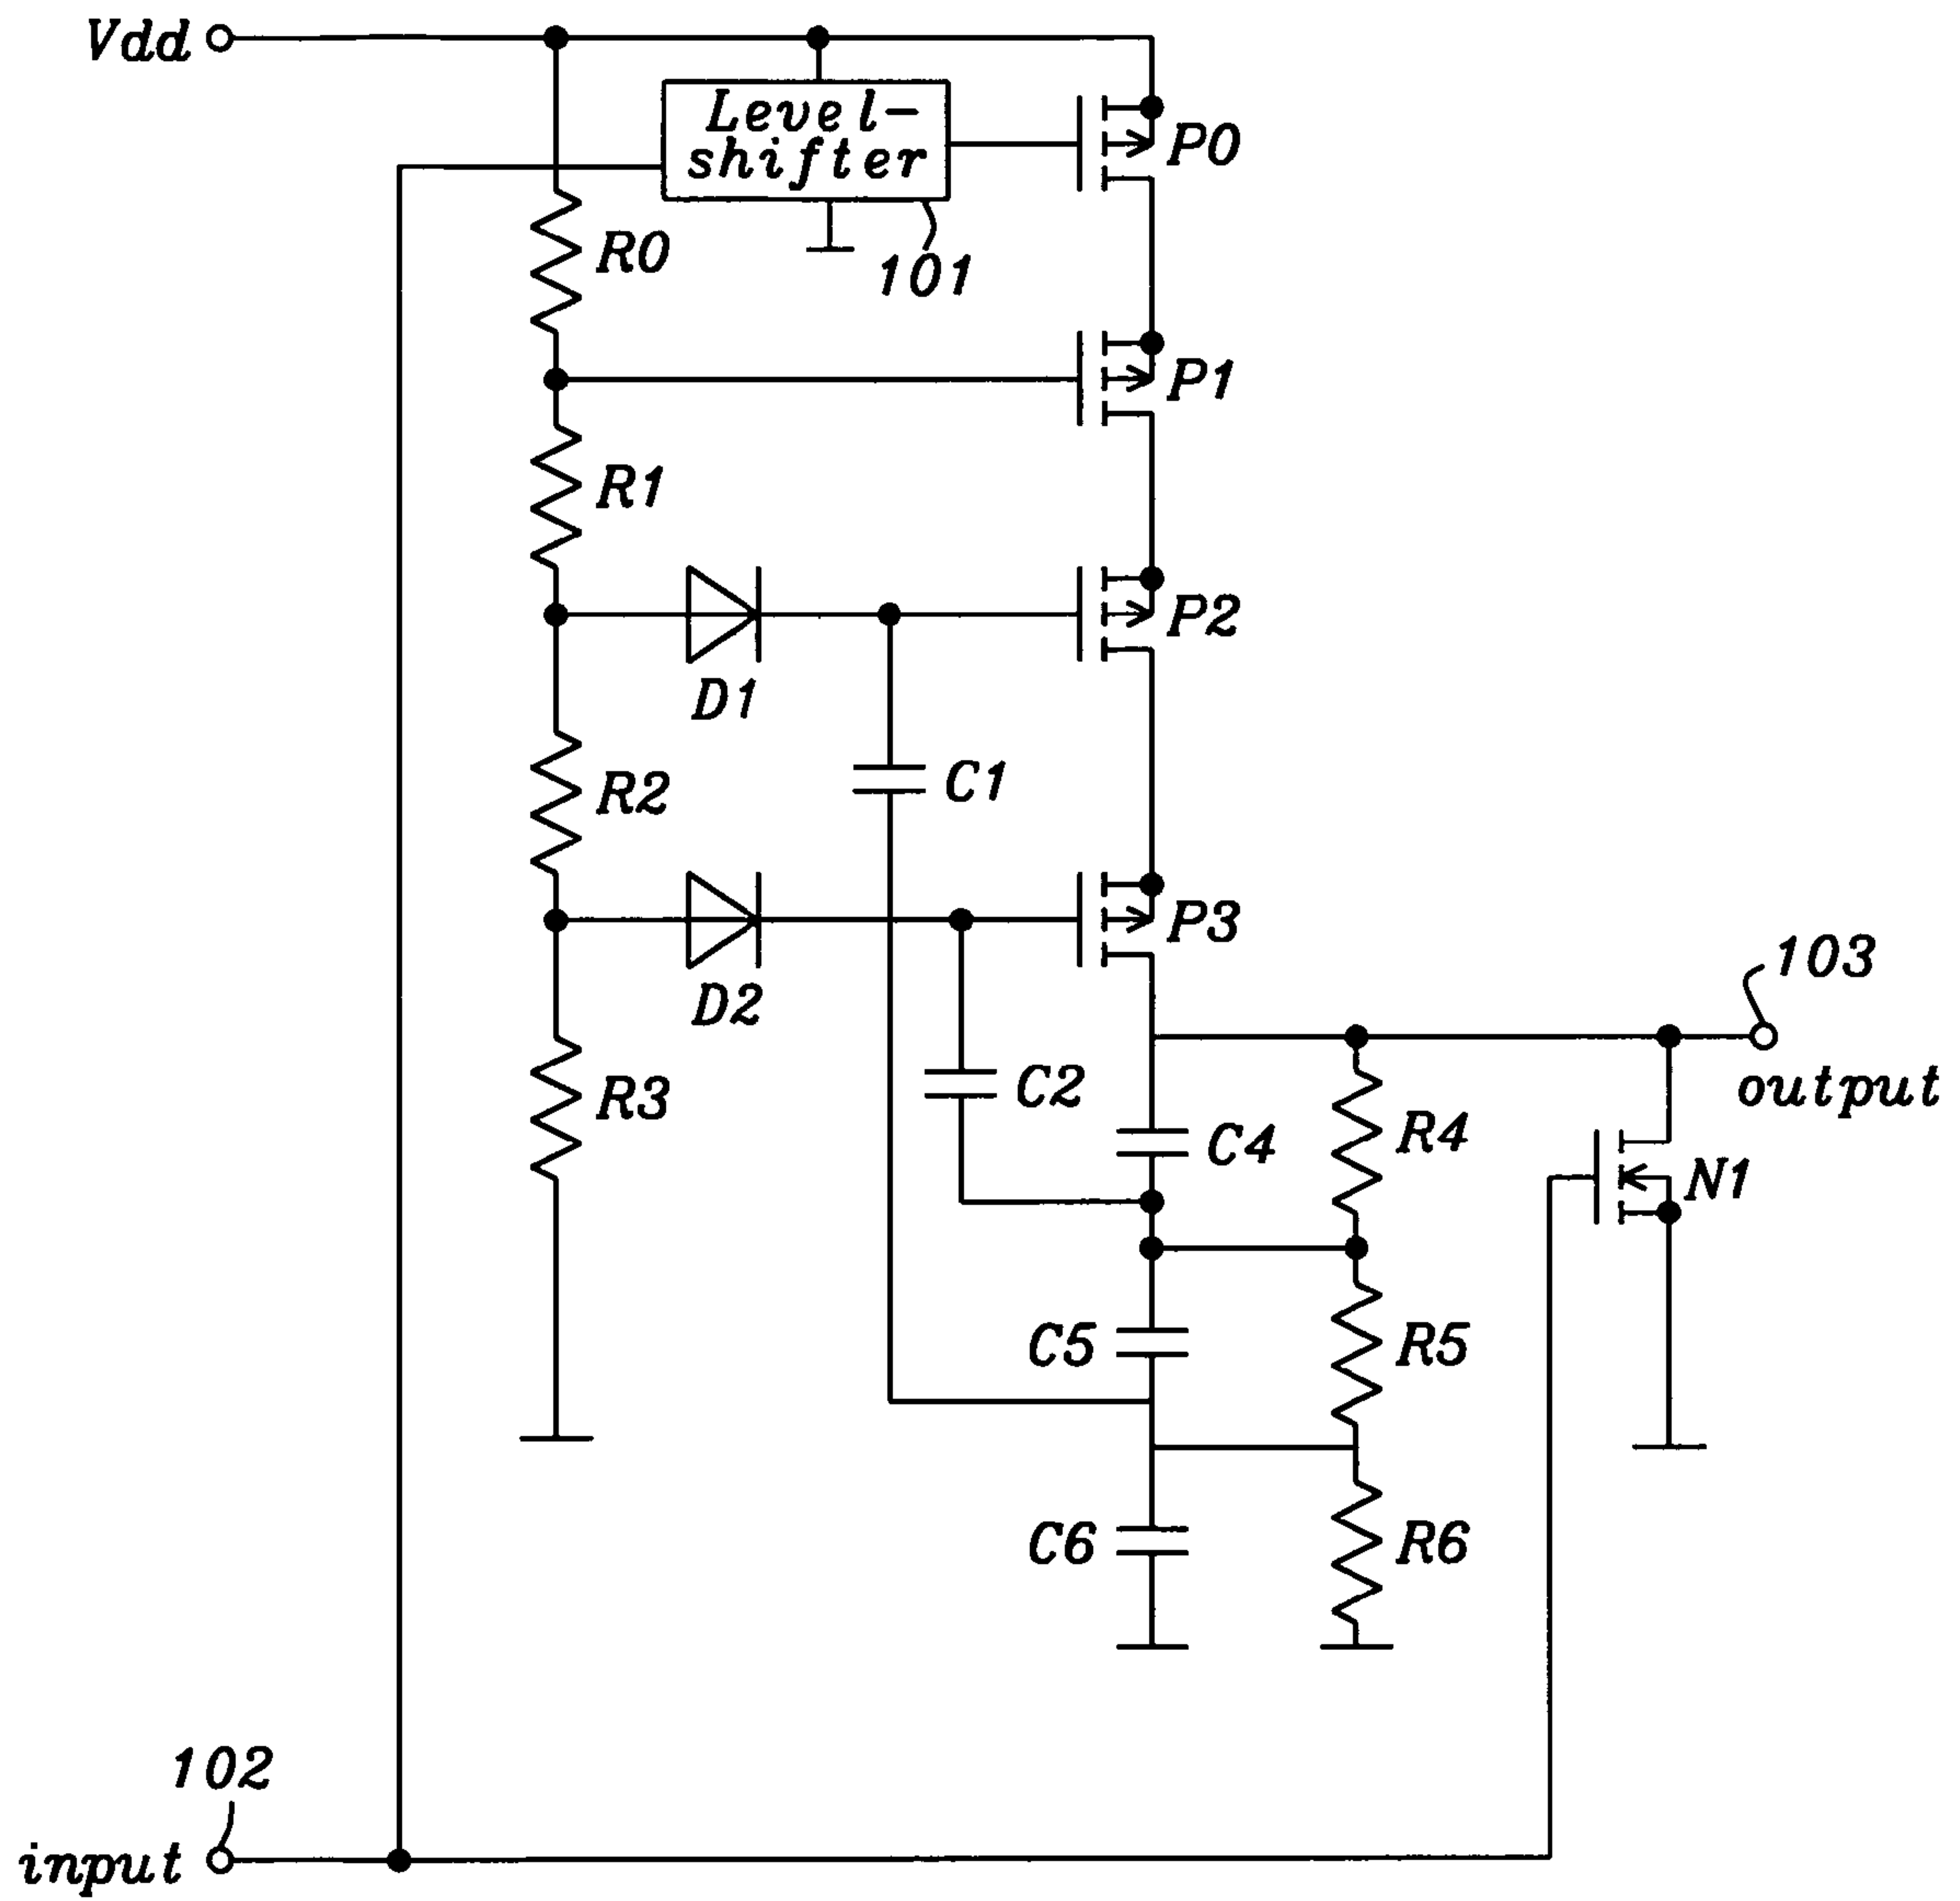 Vdd
Level-
shifter
P0
R0
101
P1
R1
P2
D1
C1
R2
P3
103
D2
C2
output
R3
C4
R4
N1
C5
R5
C6
R6
102
input